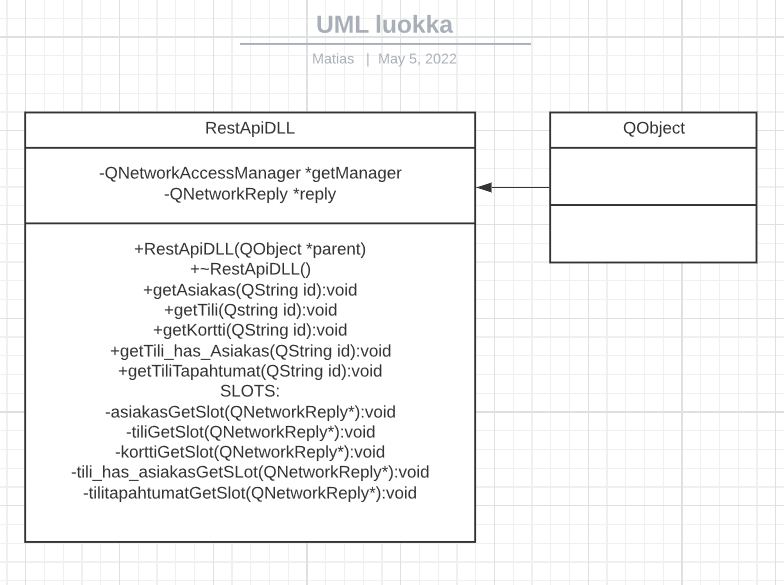 UML luokka
Matias | May 5, 2022
RestApiDLL
-QNetworkAccessManager *getManager
-QNetworkReply *reply
+RestApiDLL(QObject *parent)
+~RestApiDLL()
+getAsiakas(QString id):void
+getTili(Qstring id):void
+getKortti(QString id):void
+getTili_has_Asiakas(QString id):void
+getTiliTapahtumat(QString id):void
SLOTS:
-asiakasGetSlot(QNetworkReply*):void
-tiliGetSlot(QNetworkReply*):void
-korttiGetSlot(QNetworkReply*):void
-tili_has_asiakasGetSLot(QNetworkReply*):void
-tilitapahtumatGetSlot(QNetworkReply*):void
QObject